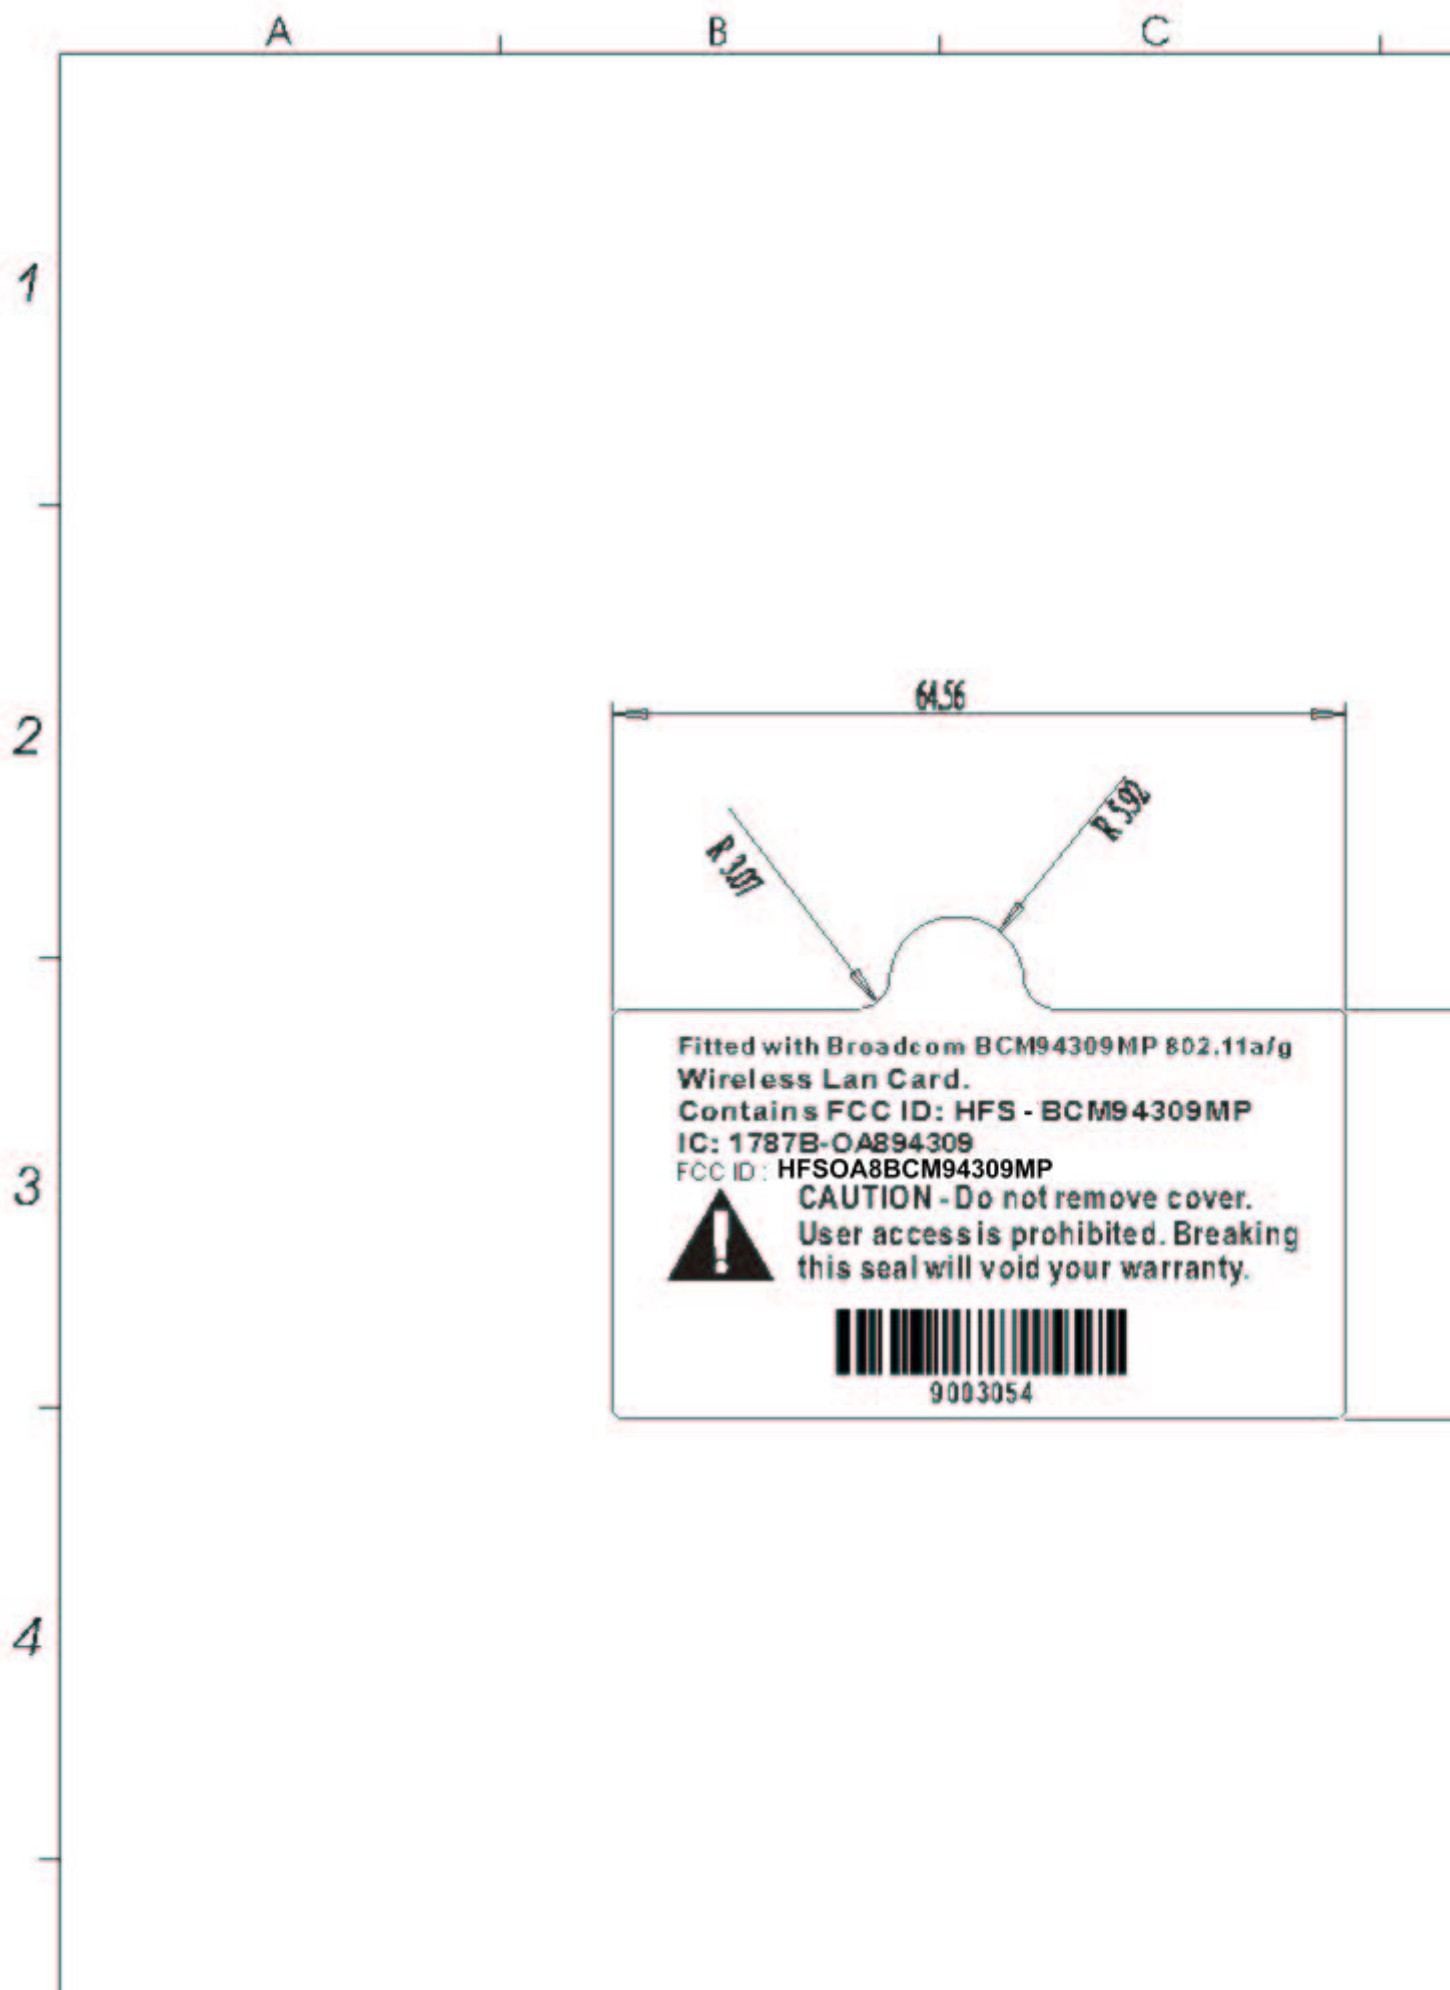 A B C
1
2
64.56
R 5.92
R 3.07
Fitted with Broadcom BCM94309MP 802.11a/g
Wireless Lan Card.
Contains FCC ID: HFS - BCM94309MP
IC: 1787B-OA894309
3
FCC ID : HFSOA8BCM94309MP
CAUTION - Do not remove cover.
User access is prohibited. Breaking
this seal will void your warranty.
9003054
4